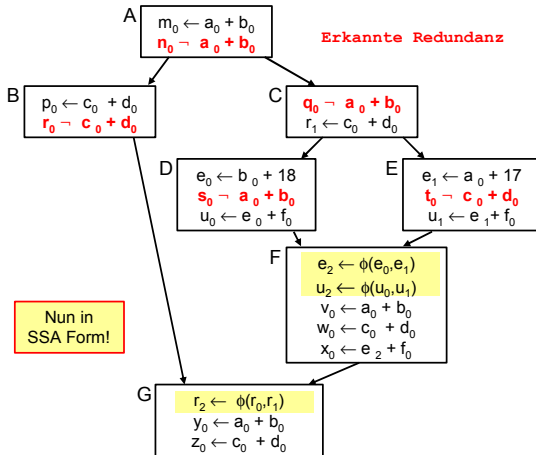 A
m₀ ← a₀ + b₀
n₀ ¬ a₀ + b₀
Erkannte Redundanz
B
p₀ ← c₀ + d₀
r₀ ¬ c₀ + d₀
C
q₀ ¬ a₀ + b₀
r₁ ← c₀ + d₀
D
e₀ ← b₀ + 18
s₀ ¬ a₀ + b₀
u₀ ← e₀ + f₀
E
e₁ ← a₀ + 17
t₀ ¬ c₀ + d₀
u₁ ← e₁ + f₀
F
e₂ ← ϕ(e₀,e₁)
u₂ ← ϕ(u₀,u₁)
v₀ ← a₀ + b₀
w₀ ← c₀ + d₀
x₀ ← e₂ + f₀
Nun in
SSA Form!
G
r₂ ← ϕ(r₀,r₁)
y₀ ← a₀ + b₀
z₀ ← c₀ + d₀